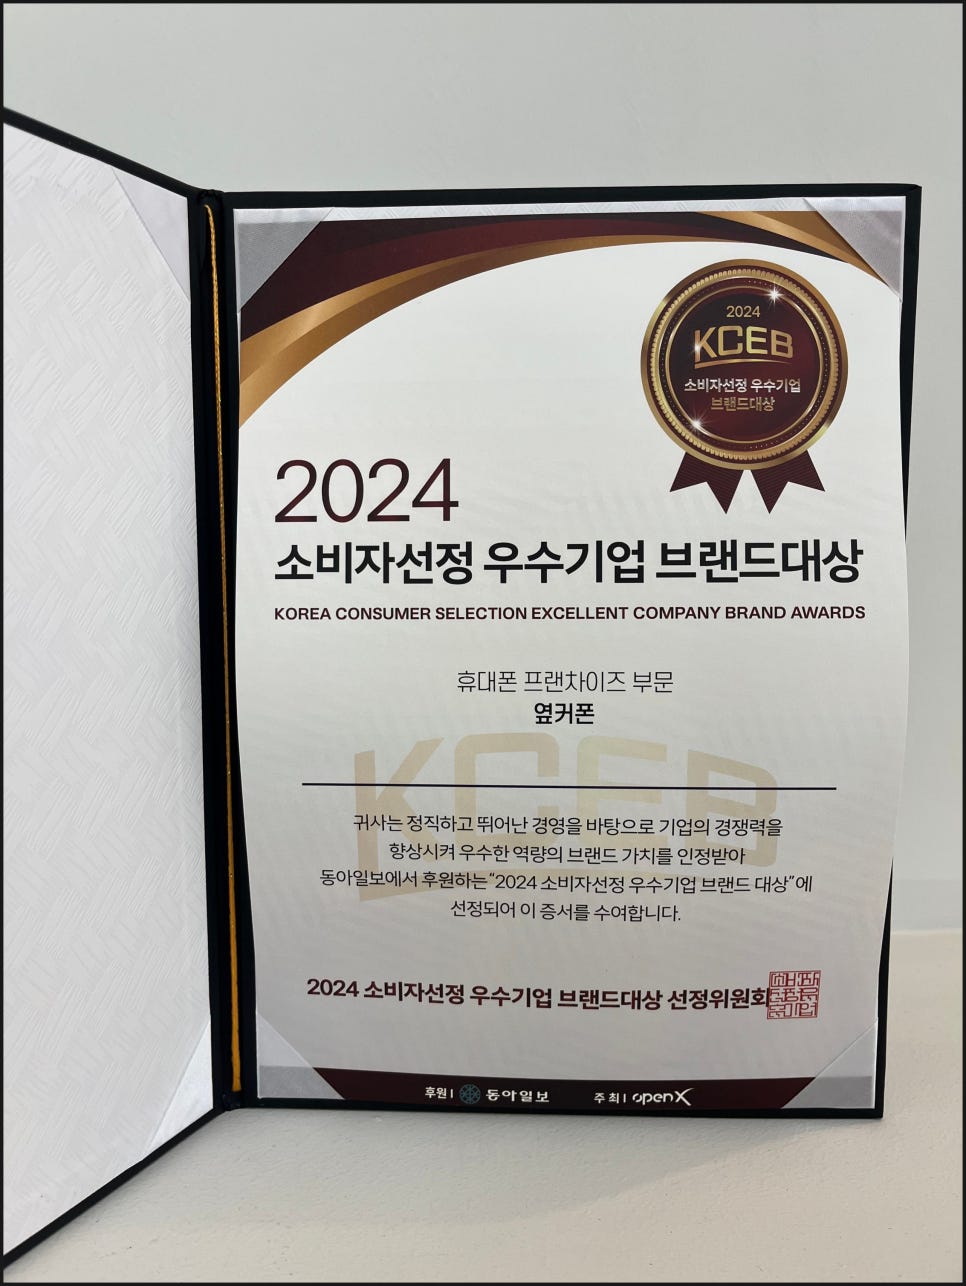 2024
KCEB
소비자선정 우수기업
브랜드대상
2024
소비자선정 우수기업 브랜드대상
KOREA CONSUMER SELECTION EXCELLENT COMPANY BRAND AWARDS
휴대폰 프랜차이즈 부문
옆커폰
KCEB
귀사는 정직하고 뛰어난 경영을 바탕으로 기업의 경쟁력을
향상시켜 우수한 역량의 브랜드 가치를 인정받아
동아일보에서 후원하는 “2024 소비자선정 우수기업 브랜드 대상”에
선정되어 이 증서를 수여합니다.
2024 소비자선정 우수기업 브랜드대상 선정위원회
후원 | 동아일보 주최 | openX